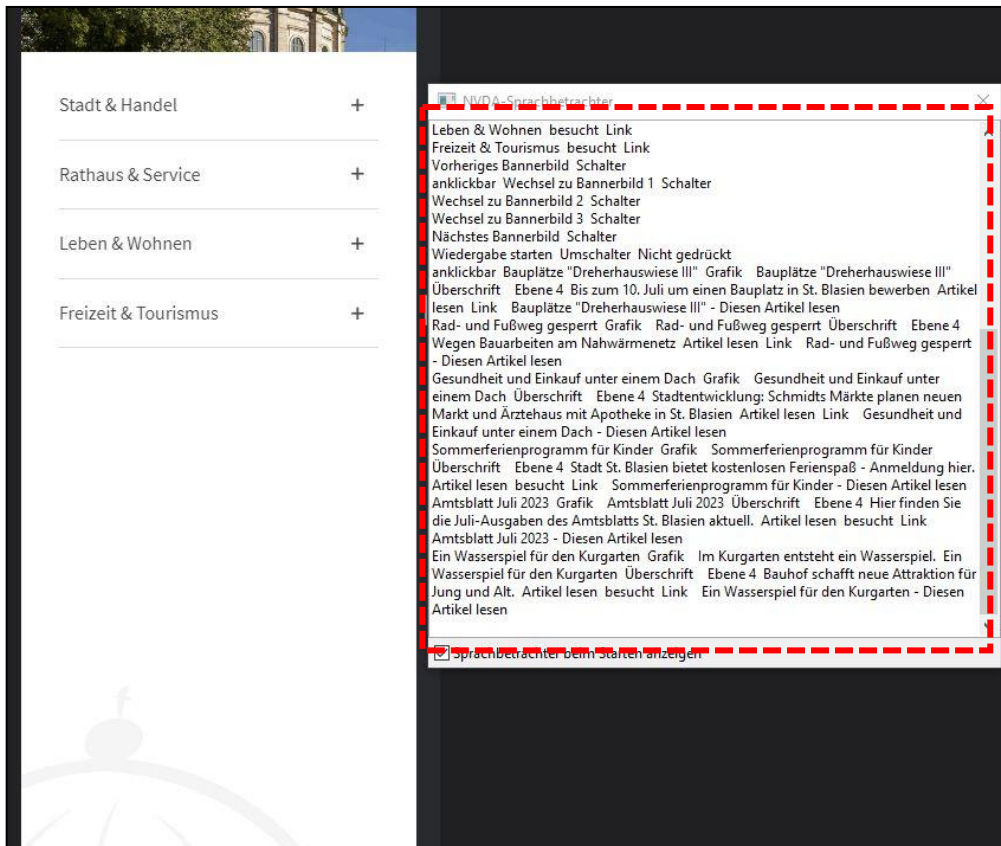 Stadt & Handel +
Rathaus & Service +
Leben & Wohnen +
Freizeit & Tourismus +
NVDA-Sprachbetrachter
Leben & Wohnen besucht Link
Freizeit & Tourismus besucht Link
Vorheriges Bannerbild Schalter
anklickbar Wechsel zu Bannerbild 1 Schalter
Wechsel zu Bannerbild 2 Schalter
Wechsel zu Bannerbild 3 Schalter
Nächstes Bannerbild Schalter
Wiedergabe starten Umschalter Nicht gedrückt
anklickbar Bauplätze "Dreherhauswiese III" Grafik Bauplätze "Dreherhauswiese III"
Überschrift Ebene 4 Bis zum 10. Juli um einen Bauplatz in St. Blasien bewerben Artikel
lesen Link Bauplätze "Dreherhauswiese III" - Diesen Artikel lesen
Rad- und Fußweg gesperrt Grafik Rad- und Fußweg gesperrt Überschrift Ebene 4
Wegen Bauarbeiten am Nahwärmenetz Artikel lesen Link Rad- und Fußweg gesperrt
- Diesen Artikel lesen
Gesundheit und Einkauf unter einem Dach Grafik Gesundheit und Einkauf unter
einem Dach Überschrift Ebene 4 Stadtentwicklung: Schmidts Märkte planen neuen
Markt und Ärztehaus mit Apotheke in St. Blasien Artikel lesen Link Gesundheit und
Einkauf unter einem Dach - Diesen Artikel lesen
Sommerferienprogramm für Kinder Grafik Sommerferienprogramm für Kinder
Überschrift Ebene 4 Stadt St. Blasien bietet kostenlosen Ferienspaß - Anmeldung hier.
Artikel lesen besucht Link Sommerferienprogramm für Kinder - Diesen Artikel lesen
Amtsblatt Juli 2023 Grafik Amtsblatt Juli 2023 Überschrift Ebene 4 Hier finden Sie
die Juli-Ausgaben des Amtsblatts St. Blasien aktuell. Artikel lesen besucht Link
Amtsblatt Juli 2023 - Diesen Artikel lesen
Ein Wasserspiel für den Kurgarten Grafik Im Kurgarten entsteht ein Wasserspiel. Ein
Wasserspiel für den Kurgarten Überschrift Ebene 4 Bauhof schafft neue Attraktion für
Jung und Alt. Artikel lesen besucht Link Ein Wasserspiel für den Kurgarten - Diesen
Artikel lesen
Sprachbetrachter beim Starten anzeigen